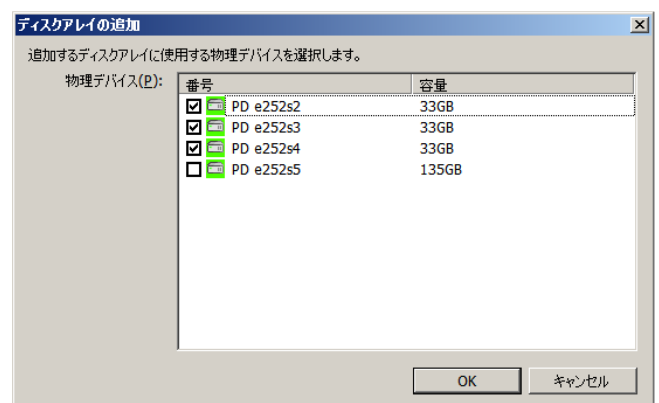 ディスクアレイの追加
追加するディスクアレイに使用する物理デバイスを選択します。
物理デバイス(P):
番号 容量
PD e252s2 33GB
PD e252s3 33GB
PD e252s4 33GB
PD e252s5 135GB
OK キャンセル